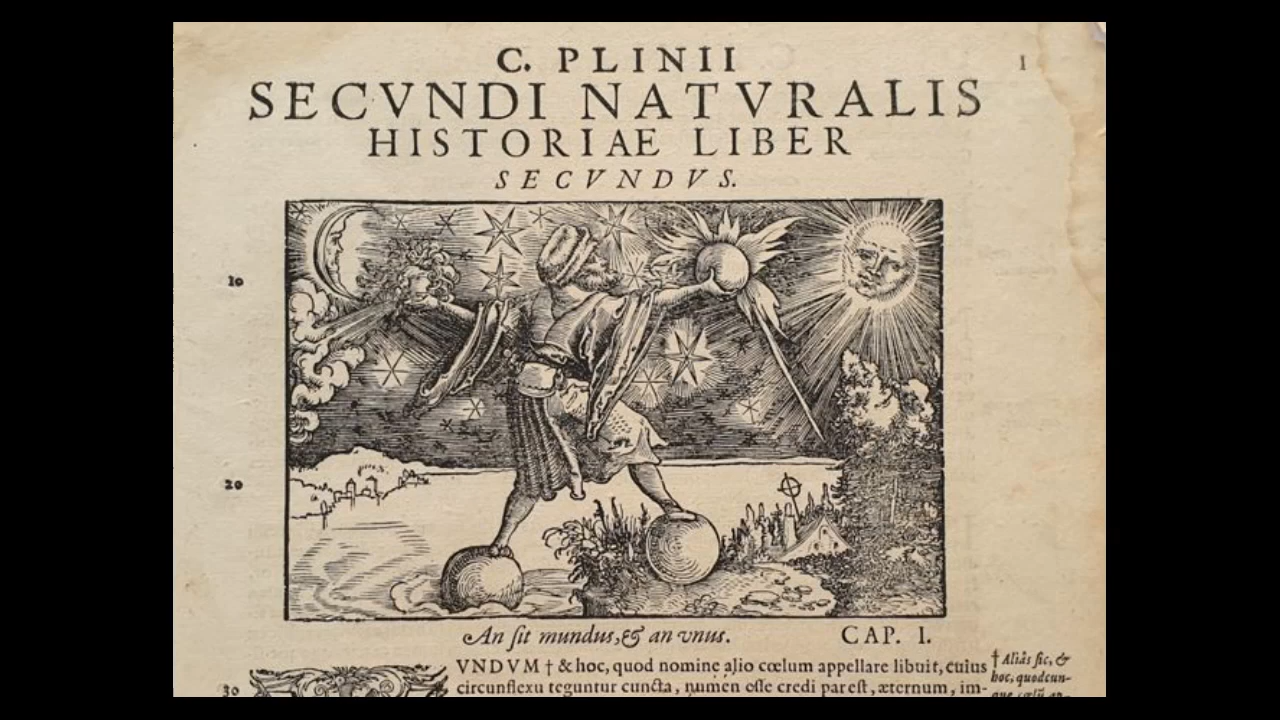 C. PLINII
1
SECVNDI NATVRALIS
HISTORIAE LIBER
SECVNDVS.
10
20
An ſit mundus, & an vnus.
CAP. I.
VNDVM † & hoc, quod nomine alio cœlum appellare libuit, cuius
† Aliâs ſic, &
hoc, quodcun-
30
circunflexu teguntur cuncta, numen eſſe credi par eſt, æternum, im-